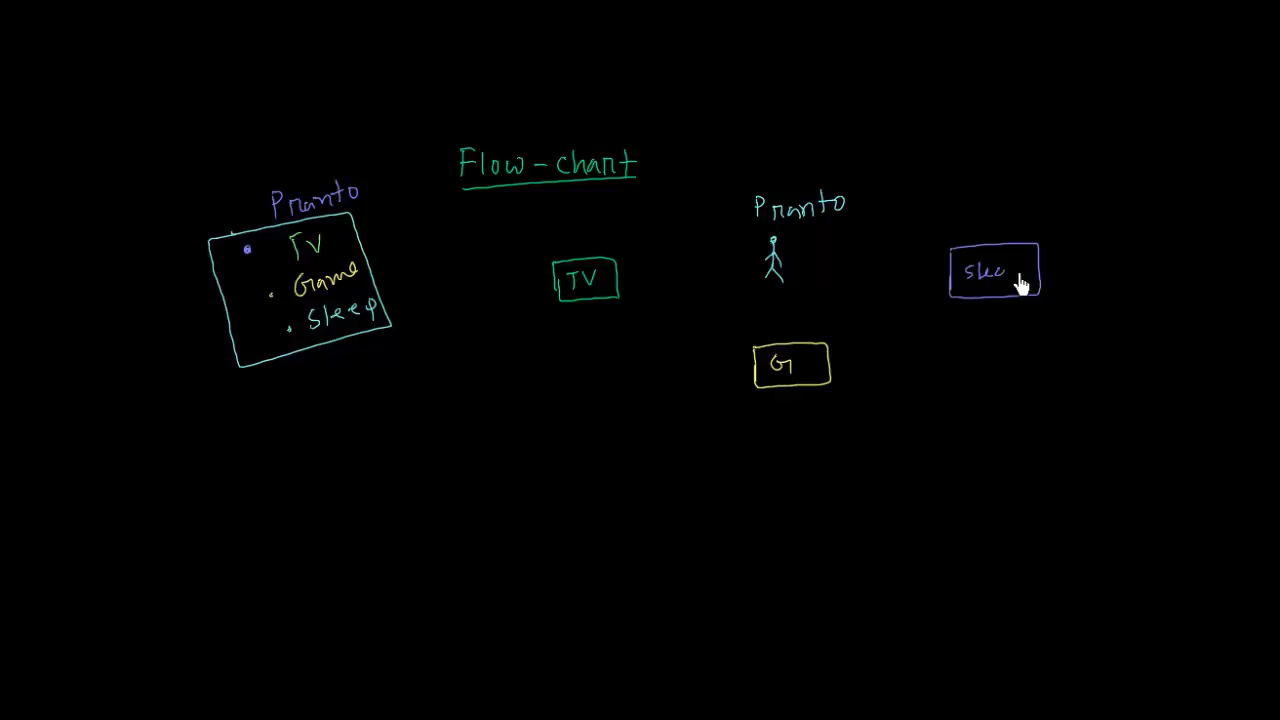 Flow-chart
Pranto
TV
Game
Sleep
Pranto
TV
G
Slee